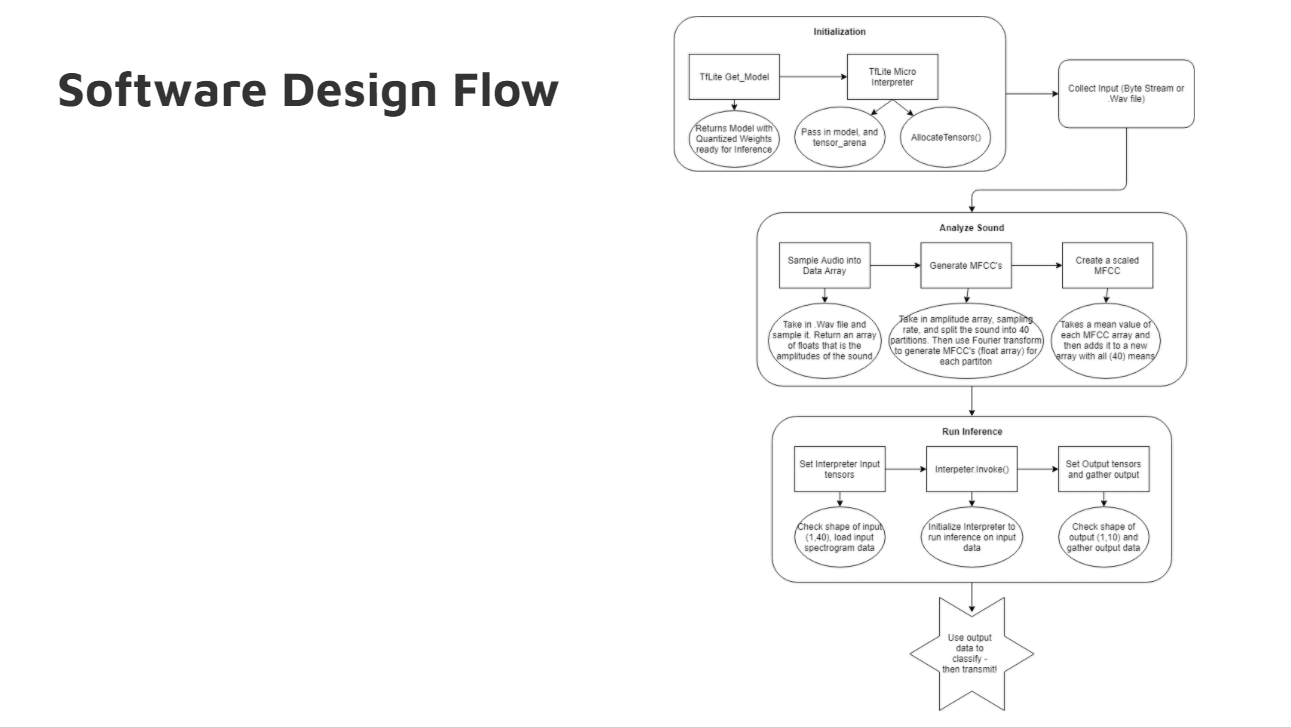 Software Design Flow
Initialization
TfLite Get_Model
TfLite Micro
Interpreter
Returns Model with
Quantized Weights
ready for Inference
Pass in model, and
tensor_arena
AllocateTensors()
Collect Input (Byte Stream or
.Wav file)
Analyze Sound
Sample Audio into
Data Array
Generate MFCC's
Create a scaled
MFCC
Take in .Wav file and
sample it. Return an array
of floats that is the
amplitudes of the sound
Take in amplitude array, sampling
rate, and split the sound into 40
partitions. Then use Fourier transform
to generate MFCC's (float array) for
each partiton
Takes a mean value of
each MFCC array and
then adds it to a new
array with all (40) means
Run Inference
Set Interpreter Input
tensors
Interpeter.Invoke()
Set Output tensors
and gather output
Check shape of input
(1,40), load input
spectrogram data
Initialize Interpreter to
run inference on input
data
Check shape of
output (1,10) and
gather output data
Use output
data to
classify -
then transmit!